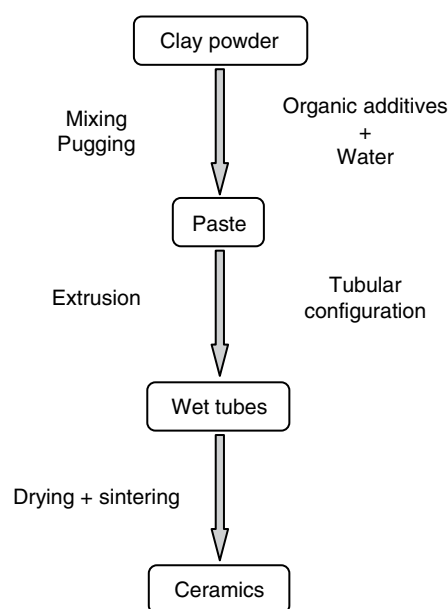 Clay powder
Mixing
Pugging
Organic additives
+
Water
Paste
Extrusion
Tubular
configuration
Wet tubes
Drying + sintering
Ceramics